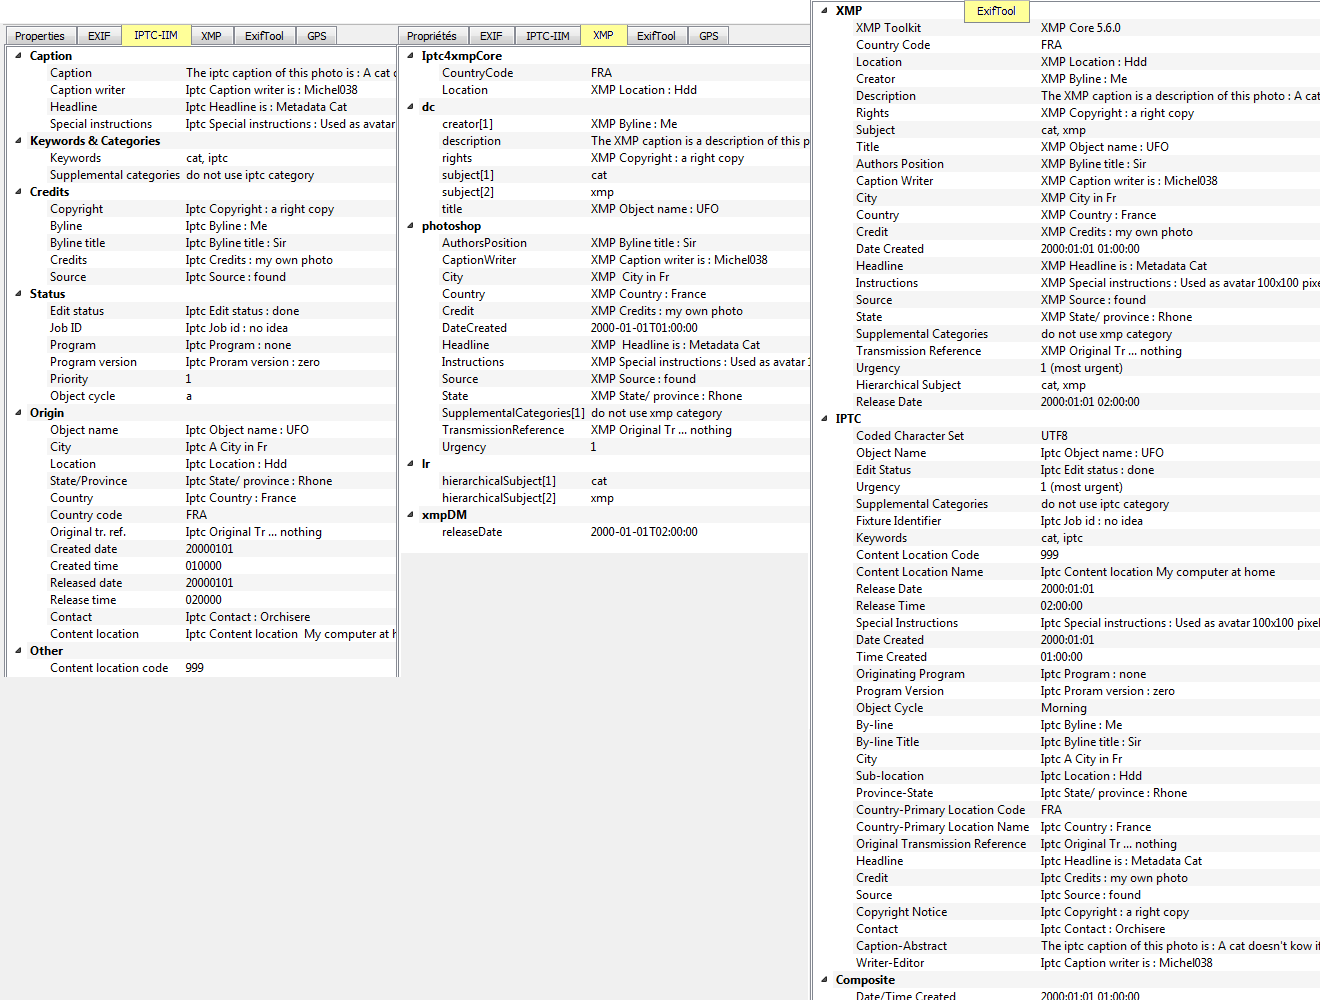 Properties EXIF IPTC-IIM XMP ExifTool GPS
Caption
Caption The iptc caption of this photo is : A cat
Caption writer Iptc Caption writer is : Michel038
Headline Iptc Headline is : Metadata Cat
Special instructions Iptc Special instructions : Used as avatar
Keywords & Categories
Keywords cat, iptc
Supplemental categories do not use iptc category
Credits
Copyright Iptc Copyright : a right copy
Byline Iptc Byline : Me
Byline title Iptc Byline title : Sir
Credits Iptc Credits : my own photo
Source Iptc Source : found
Status
Edit status Iptc Edit status : done
Job ID Iptc Job id : no idea
Program Iptc Program : none
Program version Iptc Proram version : zero
Priority 1
Object cycle a
Origin
Object name Iptc Object name : UFO
City Iptc A City in Fr
Location Iptc Location : Hdd
State/Province Iptc State/ province : Rhone
Country Iptc Country : France
Country code FRA
Original tr. ref. Iptc Original Tr ... nothing
Created date 20000101
Created time 010000
Released date 20000101
Release time 020000
Contact Iptc Contact : Orchisere
Content location Iptc Content location My computer at
Other
Content location code 999
Propriétés EXIF IPTC-IIM XMP ExifTool GPS
Iptc4xmpCore
CountryCode FRA
Location XMP Location : Hdd
dc
creator[1] XMP Byline : Me
description The XMP caption is a description of this p
rights XMP Copyright : a right copy
subject[1] cat
subject[2] xmp
title XMP Object name : UFO
photoshop
AuthorsPosition XMP Byline title : Sir
CaptionWriter XMP Caption writer is : Michel038
City XMP City in Fr
Country XMP Country : France
Credit XMP Credits : my own photo
DateCreated 2000-01-01T01:00:00
Headline XMP Headline is : Metadata Cat
Instructions XMP Special instructions : Used as avatar
Source XMP Source : found
State XMP State/ province : Rhone
SupplementalCategories[1] do not use xmp category
TransmissionReference XMP Original Tr ... nothing
Urgency 1
lr
hierarchicalSubject[1] cat
hierarchicalSubject[2] xmp
xmpDM
releaseDate 2000-01-01T02:00:00
ExifTool
XMP
XMP Toolkit XMP Core 5.6.0
Country Code FRA
Location XMP Location : Hdd
Creator XMP Byline : Me
Description The XMP caption is a description of this photo : A cat
Rights XMP Copyright : a right copy
Subject cat, xmp
Title XMP Object name : UFO
Authors Position XMP Byline title : Sir
Caption Writer XMP Caption writer is : Michel038
City XMP City in Fr
Country XMP Country : France
Credit XMP Credits : my own photo
Date Created 2000:01:01 01:00:00
Headline XMP Headline is : Metadata Cat
Instructions XMP Special instructions : Used as avatar 100x100 pixe
Source XMP Source : found
State XMP State/ province : Rhone
Supplemental Categories do not use xmp category
Transmission Reference XMP Original Tr ... nothing
Urgency 1 (most urgent)
Hierarchical Subject cat, xmp
Release Date 2000:01:01 02:00:00
IPTC
Coded Character Set UTF8
Object Name Iptc Object name : UFO
Edit Status Iptc Edit status : done
Urgency 1 (most urgent)
Supplemental Categories do not use iptc category
Fixture Identifier Iptc Job id : no idea
Keywords cat, iptc
Content Location Code 999
Content Location Name Iptc Content location My computer at home
Release Date 2000:01:01
Release Time 02:00:00
Special Instructions Iptc Special instructions : Used as avatar 100x100 pixel
Date Created 2000:01:01
Time Created 01:00:00
Originating Program Iptc Program : none
Program Version Iptc Proram version : zero
Object Cycle Morning
By-line Iptc Byline : Me
By-line Title Iptc Byline title : Sir
City Iptc A City in Fr
Sub-location Iptc Location : Hdd
Province-State Iptc State/ province : Rhone
Country-Primary Location Code FRA
Country-Primary Location Name Iptc Country : France
Original Transmission Reference Iptc Original Tr ... nothing
Headline Iptc Headline is : Metadata Cat
Credit Iptc Credits : my own photo
Source Iptc Source : found
Copyright Notice Iptc Copyright : a right copy
Contact Iptc Contact : Orchisere
Caption-Abstract The iptc caption of this photo is : A cat doesn't kow i
Writer-Editor Iptc Caption writer is : Michel038
Composite
Date/Time Created 2000:01:01 01:00:00